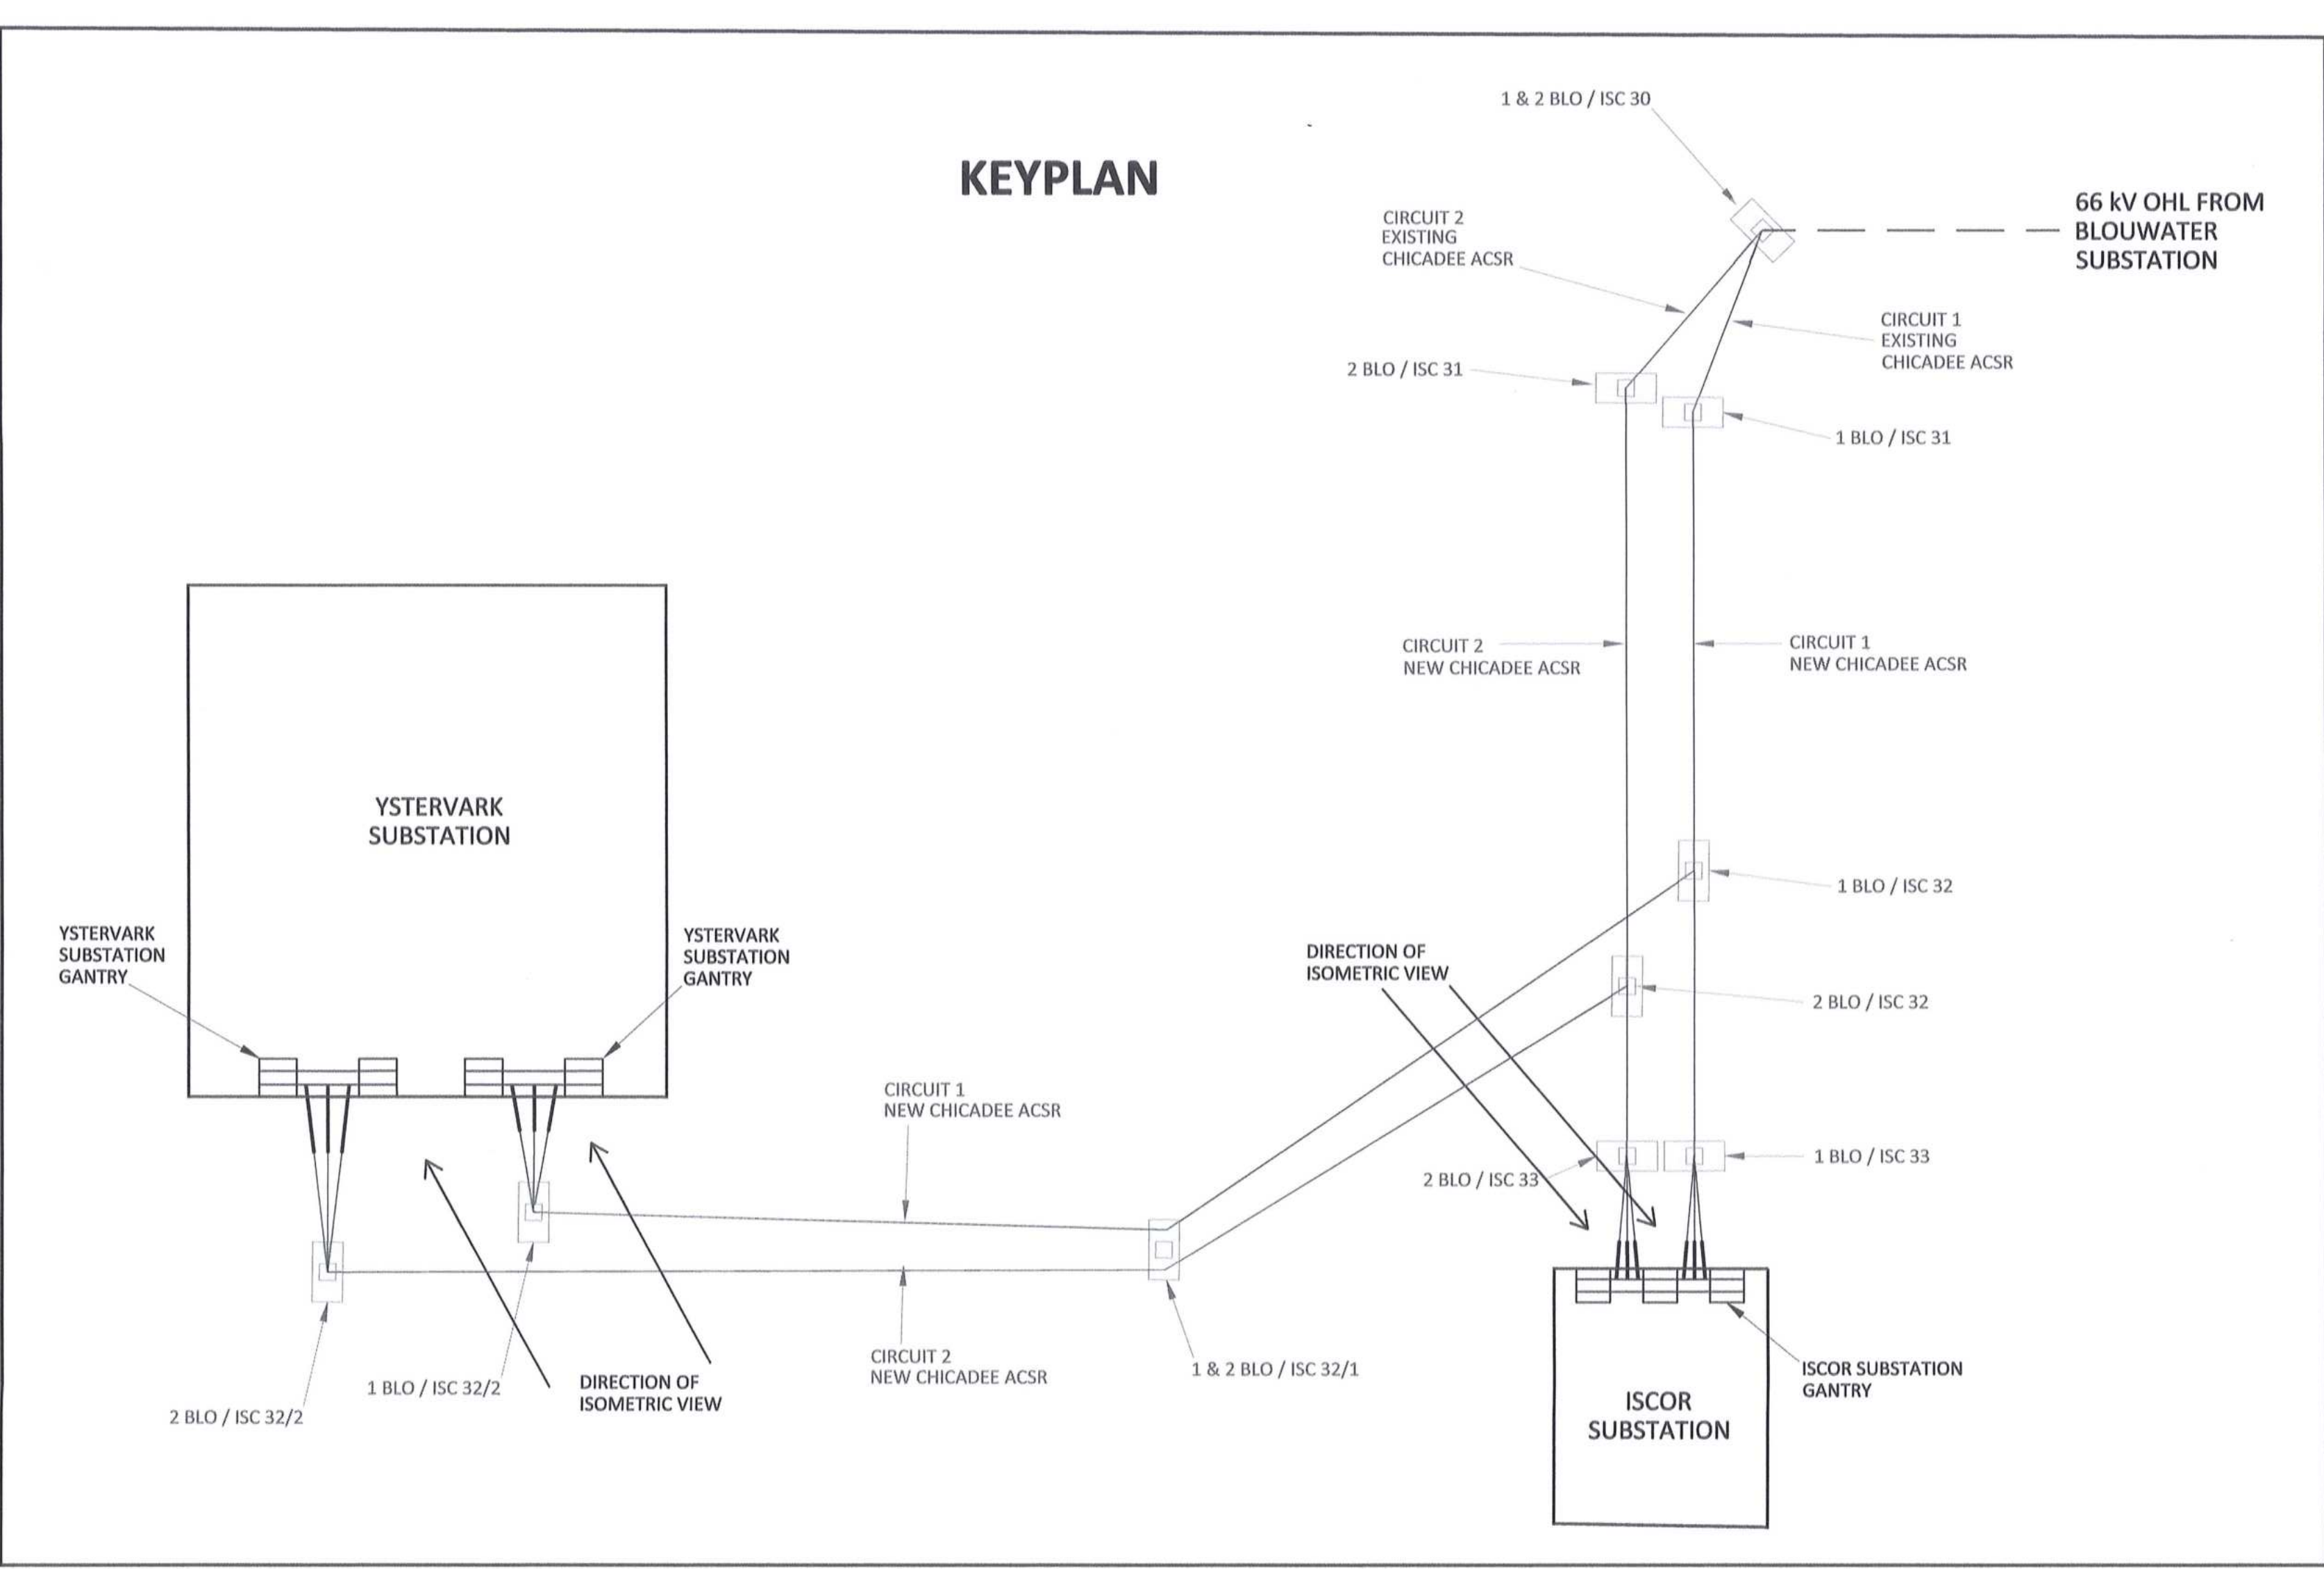 1 & 2 BLO / ISC 30
KEYPLAN
66 kV OHL FROM
BLOUWATER
SUBSTATION
CIRCUIT 2
EXISTING
CHICADEE ACSR
CIRCUIT 1
EXISTING
CHICADEE ACSR
2 BLO / ISC 31
1 BLO / ISC 31
CIRCUIT 2
NEW CHICADEE ACSR
CIRCUIT 1
NEW CHICADEE ACSR
YSTERVARK
SUBSTATION
1 BLO / ISC 32
YSTERVARK
SUBSTATION
GANTRY
YSTERVARK
SUBSTATION
GANTRY
DIRECTION OF
ISOMETRIC VIEW
2 BLO / ISC 32
CIRCUIT 1
NEW CHICADEE ACSR
1 BLO / ISC 33
2 BLO / ISC 33
CIRCUIT 2
NEW CHICADEE ACSR
1 & 2 BLO / ISC 32/1
ISCOR SUBSTATION
GANTRY
1 BLO / ISC 32/2
DIRECTION OF
ISOMETRIC VIEW
2 BLO / ISC 32/2
ISCOR
SUBSTATION